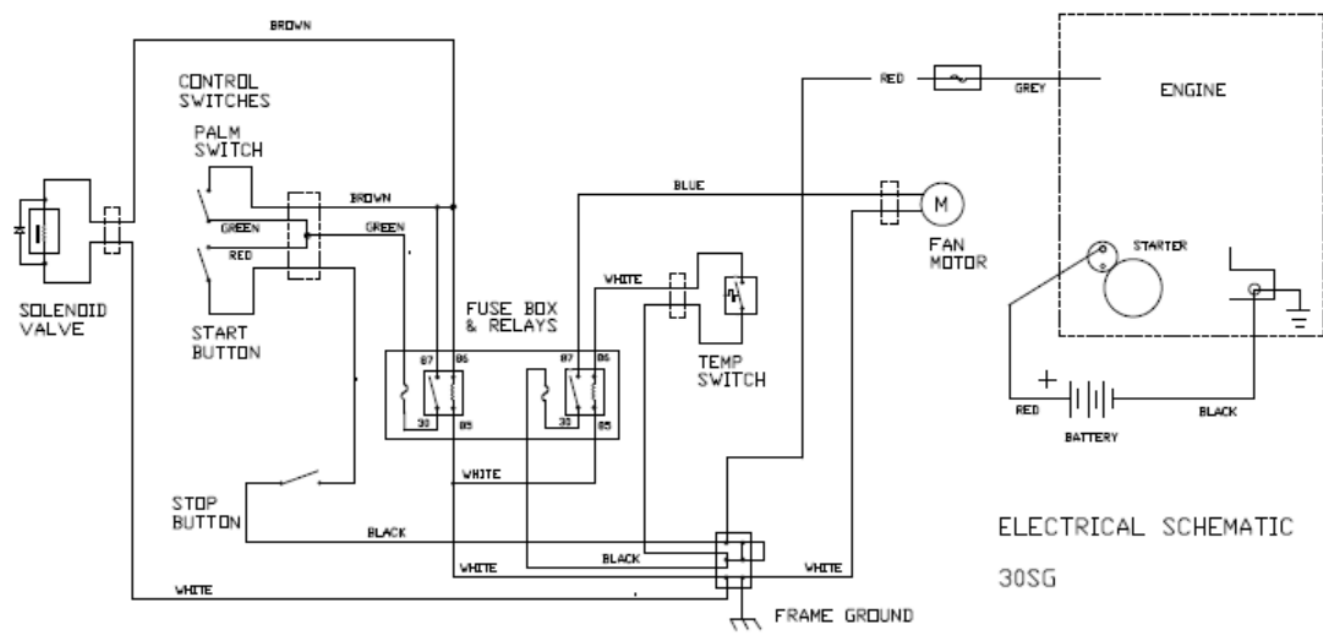 BROWN
CONTROL
SWITCHES
PALM
SWITCH
BROWN
GREEN
GREEN
RED
SOLENOID
VALVE
START
BUTTON
FUSE BOX
& RELAYS
87 86
30 85
87 86
30 85
WHITE
TEMP
SWITCH
BLUE
M
FAN
MOTOR
RED
GREY
ENGINE
STARTER
+
RED
BATTERY
BLACK
STOP
BUTTON
WHITE
BLACK
BLACK
WHITE
WHITE
WHITE
FRAME GROUND
ELECTRICAL SCHEMATIC
30SG